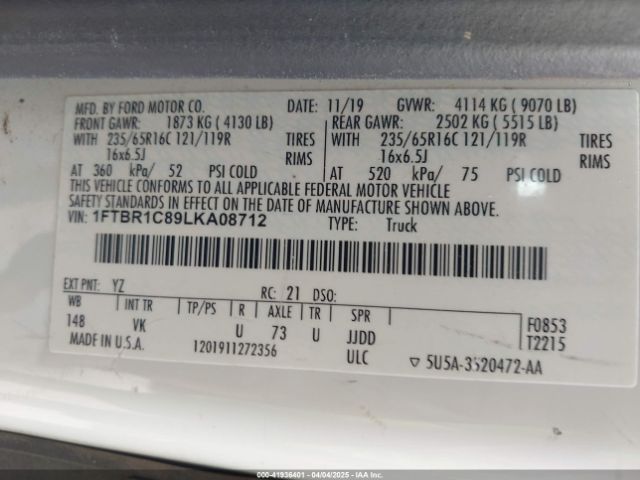 MFD. BY FORD MOTOR CO. DATE: 11/19 GVWR: 4114 KG ( 9070 LB)
FRONT GAWR: 1873 KG ( 4130 LB) REAR GAWR: 2502 KG ( 5515 LB)
WITH 235/65R16C 121/119R TIRES WITH 235/65R16C 121/119R TIRES
16x6.5J RIMS 16x6.5J RIMS
AT 360 kPa/ 52 PSI COLD AT 520 kPa/ 75 PSI COLD
THIS VEHICLE CONFORMS TO ALL APPLICABLE FEDERAL MOTOR VEHICLE
SAFETY STANDARDS IN EFFECT ON THE DATE OF MANUFACTURE SHOWN ABOVE.
VIN: 1FTBR1C89LKA08712 TYPE: Truck
EXT PNT: YZ RC: 21 DSO:
WB INT TR TP/PS R AXLE TR SPR F0853
148 VK U 73 U JJDD T2215
MADE IN U.S.A. 1201911272356 ULC ▽ 5U5A-3520472-AA
000-41936401 - 04/04/2025 - IAAI